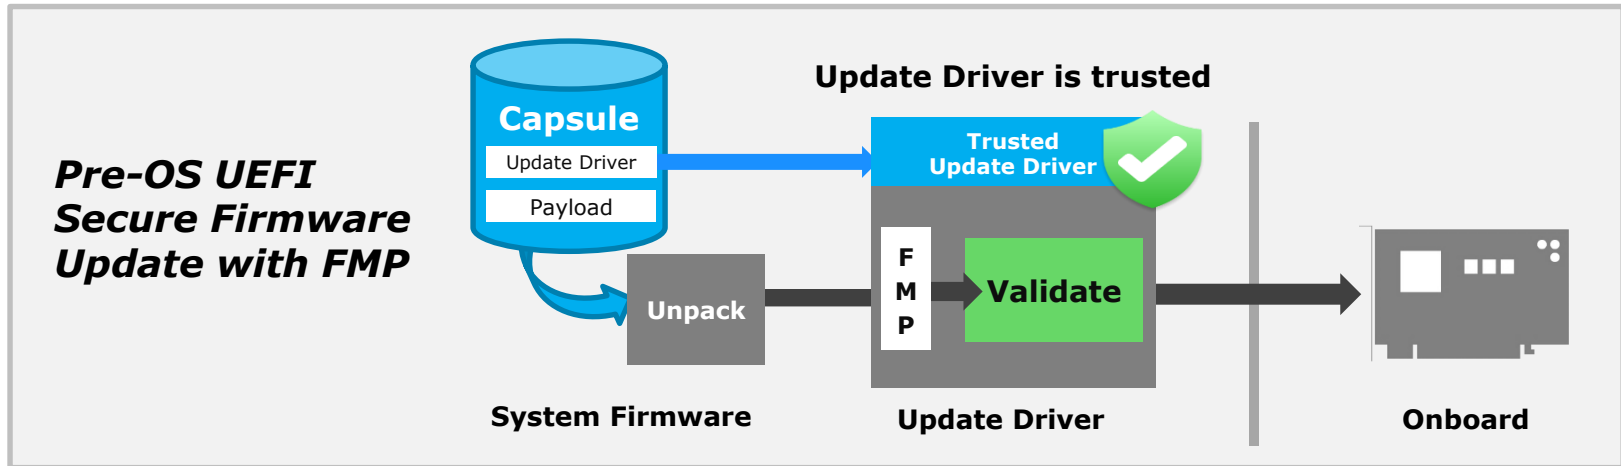 Pre-OS UEFI
Secure Firmware
Update with FMP
Capsule
Update Driver
Payload
Unpack
System Firmware
Update Driver is trusted
Trusted
Update Driver
F
M
P
Validate
Update Driver
Onboard